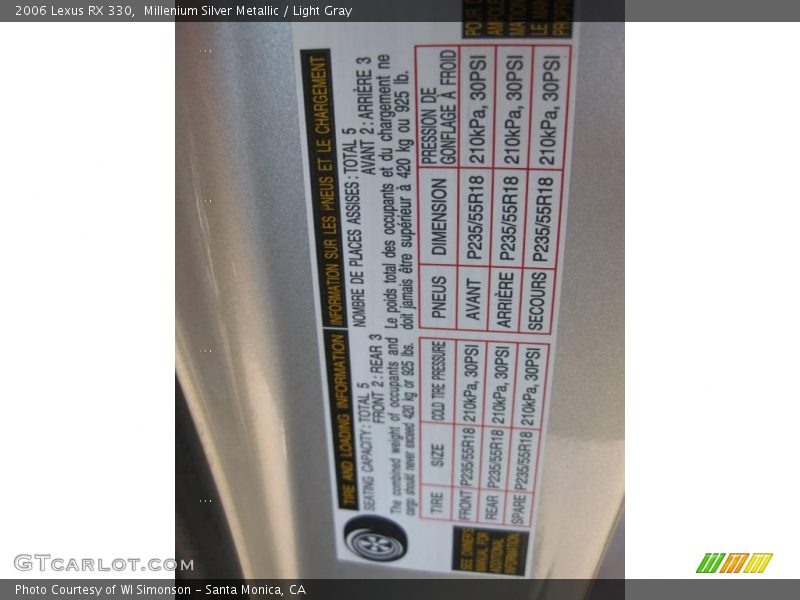 2006 Lexus RX 330,  Millenium Silver Metallic / Light Gray
TIRE AND LOADING INFORMATION
SEATING CAPACITY: TOTAL 5
FRONT 2: REAR 3
The combined weight of occupants and
cargo should never exceed 420 kg or 925 lbs.
TIRE SIZE COLD TIRE PRESSURE
FRONT P235/55R18 210kPa, 30PSI
REAR P235/55R18 210kPa, 30PSI
SPARE P235/55R18 210kPa, 30PSI
SEE OWNERS
MANUAL FOR
ADDITIONAL
INFORMATION
INFORMATION SUR LES PNEUS ET LE CHARGEMENT
NOMBRE DE PLACES ASSISES: TOTAL 5
AVANT 2: ARRIÈRE 3
Le poids total des occupants et du chargement ne
doit jamais être supérieur à 420 kg ou 925 lb.
PNEUS DIMENSION PRESSION DE
GONFLAGE À FROID
AVANT P235/55R18 210kPa, 30PSI
ARRIÈRE P235/55R18 210kPa, 30PSI
SECOURS P235/55R18 210kPa, 30PSI
GTCARLOT.COM
Photo Courtesy of WI Simonson - Santa Monica, CA